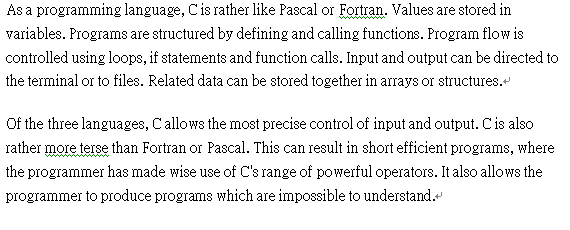 As a programming language, C is rather like Pascal or Fortran. Values are stored in
variables. Programs are structured by defining and calling functions. Program flow is
controlled using loops, if statements and function calls. Input and output can be directed to
the terminal or to files. Related data can be stored together in arrays or structures.↵
Of the three languages, C allows the most precise control of input and output. C is also
rather more terse than Fortran or Pascal. This can result in short efficient programs, where
the programmer has made wise use of C's range of powerful operators. It also allows the
programmer to produce programs which are impossible to understand.↵